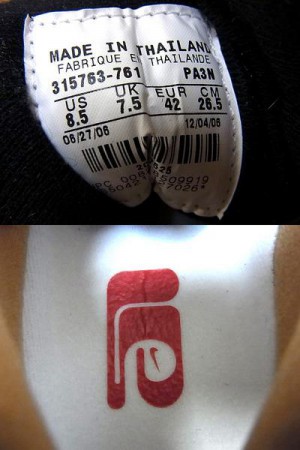 MADE IN THAILAND
FABRIQUE EN THAILANDE
315763-761 PA3N
US UK EUR CM
8.5 7.5 42 26.5
06/27/06 12/04/06